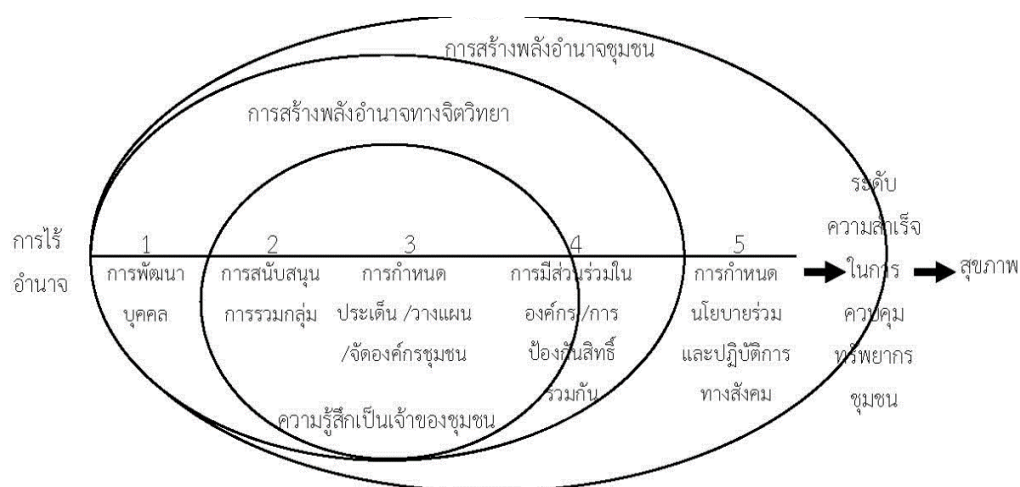 การสร้างพลังอำนาจชุมชน
การสร้างพลังอำนาจทางจิตวิทยา
การไร้
อำนาจ
1
การพัฒนา
บุคคล
2
การสนับสนุน
การรวมกลุ่ม
3
การกำหนด
ประเด็น /วางแผน
/จัดองค์กรชุมชน
4
การมีส่วนร่วมใน
องค์กร /การ
ป้องกันสิทธิ์
ร่วมกัน
5
การกำหนด
นโยบายร่วม
และปฏิบัติการ
ทางสังคม
ระดับ
ความสำเร็จ
ในการ
ควบคุม
ทรัพยากร
ชุมชน
สุขภาพ
ความรู้สึกเป็นเจ้าของชุมชน